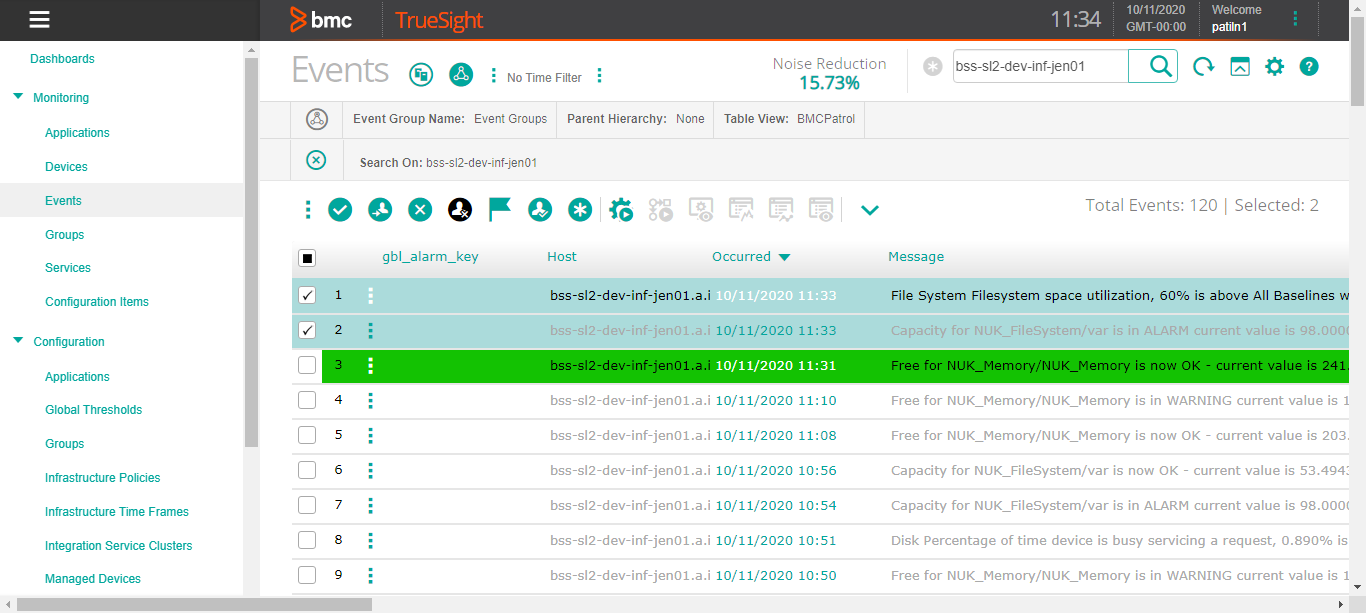 bmc TrueSight 11:34 10/11/2020 GMT-00:00 Welcome patiln1
Dashboards
Monitoring
Applications
Devices
Events
Groups
Services
Configuration Items
Configuration
Applications
Global Thresholds
Groups
Infrastructure Policies
Infrastructure Time Frames
Integration Service Clusters
Managed Devices
Events No Time Filter Noise Reduction 15.73% bss-sl2-dev-inf-jen01
Event Group Name: Event Groups Parent Hierarchy: None Table View: BMCPatrol
Search On: bss-sl2-dev-inf-jen01
Total Events: 120 | Selected: 2
gbl_alarm_key Host Occurred Message
1 bss-sl2-dev-inf-jen01.a.i 10/11/2020 11:33 File System Filesystem space utilization, 60% is above All Baselines w
2 bss-sl2-dev-inf-jen01.a.i 10/11/2020 11:33 Capacity for NUK_FileSystem/var is in ALARM current value is 98.0000
3 bss-sl2-dev-inf-jen01.a.i 10/11/2020 11:31 Free for NUK_Memory/NUK_Memory is now OK - current value is 241.
4 bss-sl2-dev-inf-jen01.a.i 10/11/2020 11:10 Free for NUK_Memory/NUK_Memory is in WARNING current value is 1
5 bss-sl2-dev-inf-jen01.a.i 10/11/2020 11:08 Free for NUK_Memory/NUK_Memory is now OK - current value is 203.
6 bss-sl2-dev-inf-jen01.a.i 10/11/2020 10:56 Capacity for NUK_FileSystem/var is now OK - current value is 53.4943
7 bss-sl2-dev-inf-jen01.a.i 10/11/2020 10:54 Capacity for NUK_FileSystem/var is in ALARM current value is 98.0000
8 bss-sl2-dev-inf-jen01.a.i 10/11/2020 10:51 Disk Percentage of time device is busy servicing a request, 0.890% is
9 bss-sl2-dev-inf-jen01.a.i 10/11/2020 10:50 Free for NUK_Memory/NUK_Memory is in WARNING current value is 1